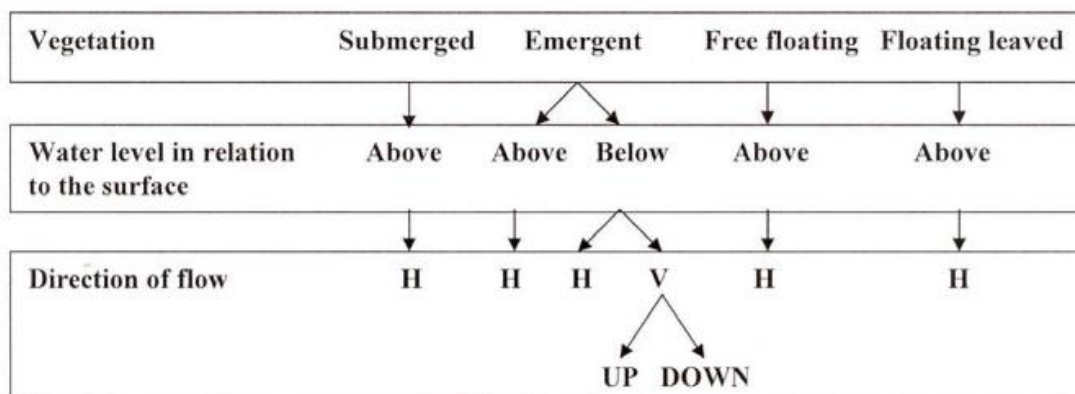 Vegetation Submerged Emergent Free floating Floating leaved
Water level in relation Above Above Below Above Above
to the surface
Direction of flow H H H V H H
UP DOWN